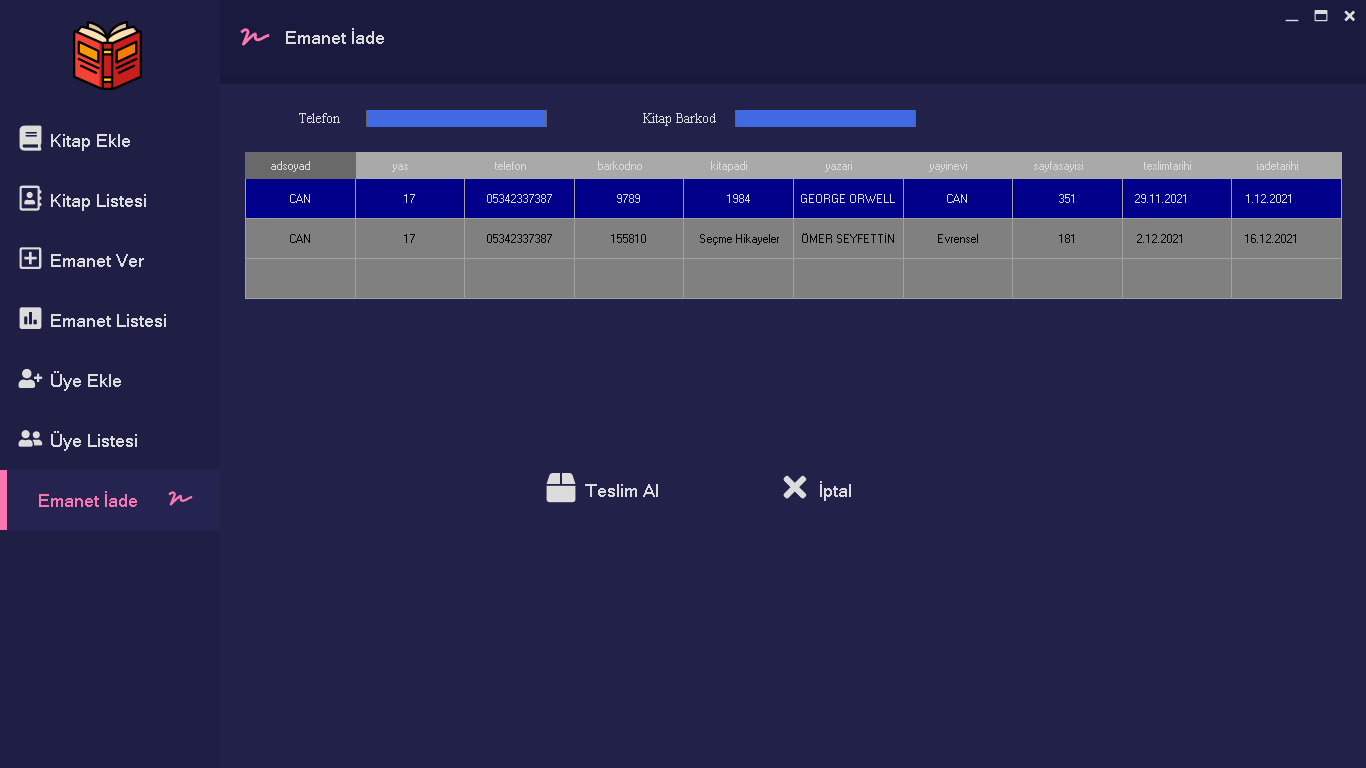 Emanet İade
Kitap Ekle
Kitap Listesi
Emanet Ver
Emanet Listesi
Üye Ekle
Üye Listesi
Emanet İade
Telefon Kitap Barkod
adsoyad yas telefon barkodno kitapadi yazari yayinevi sayfasayisi teslimtarihi iadetarihi
CAN 17 05342337387 9789 1984 GEORGE ORWELL CAN 351 29.11.2021 1.12.2021
CAN 17 05342337387 155810 Seçme Hikayeler ÖMER SEYFETTİN Evrensel 181 2.12.2021 16.12.2021
Teslim Al İptal